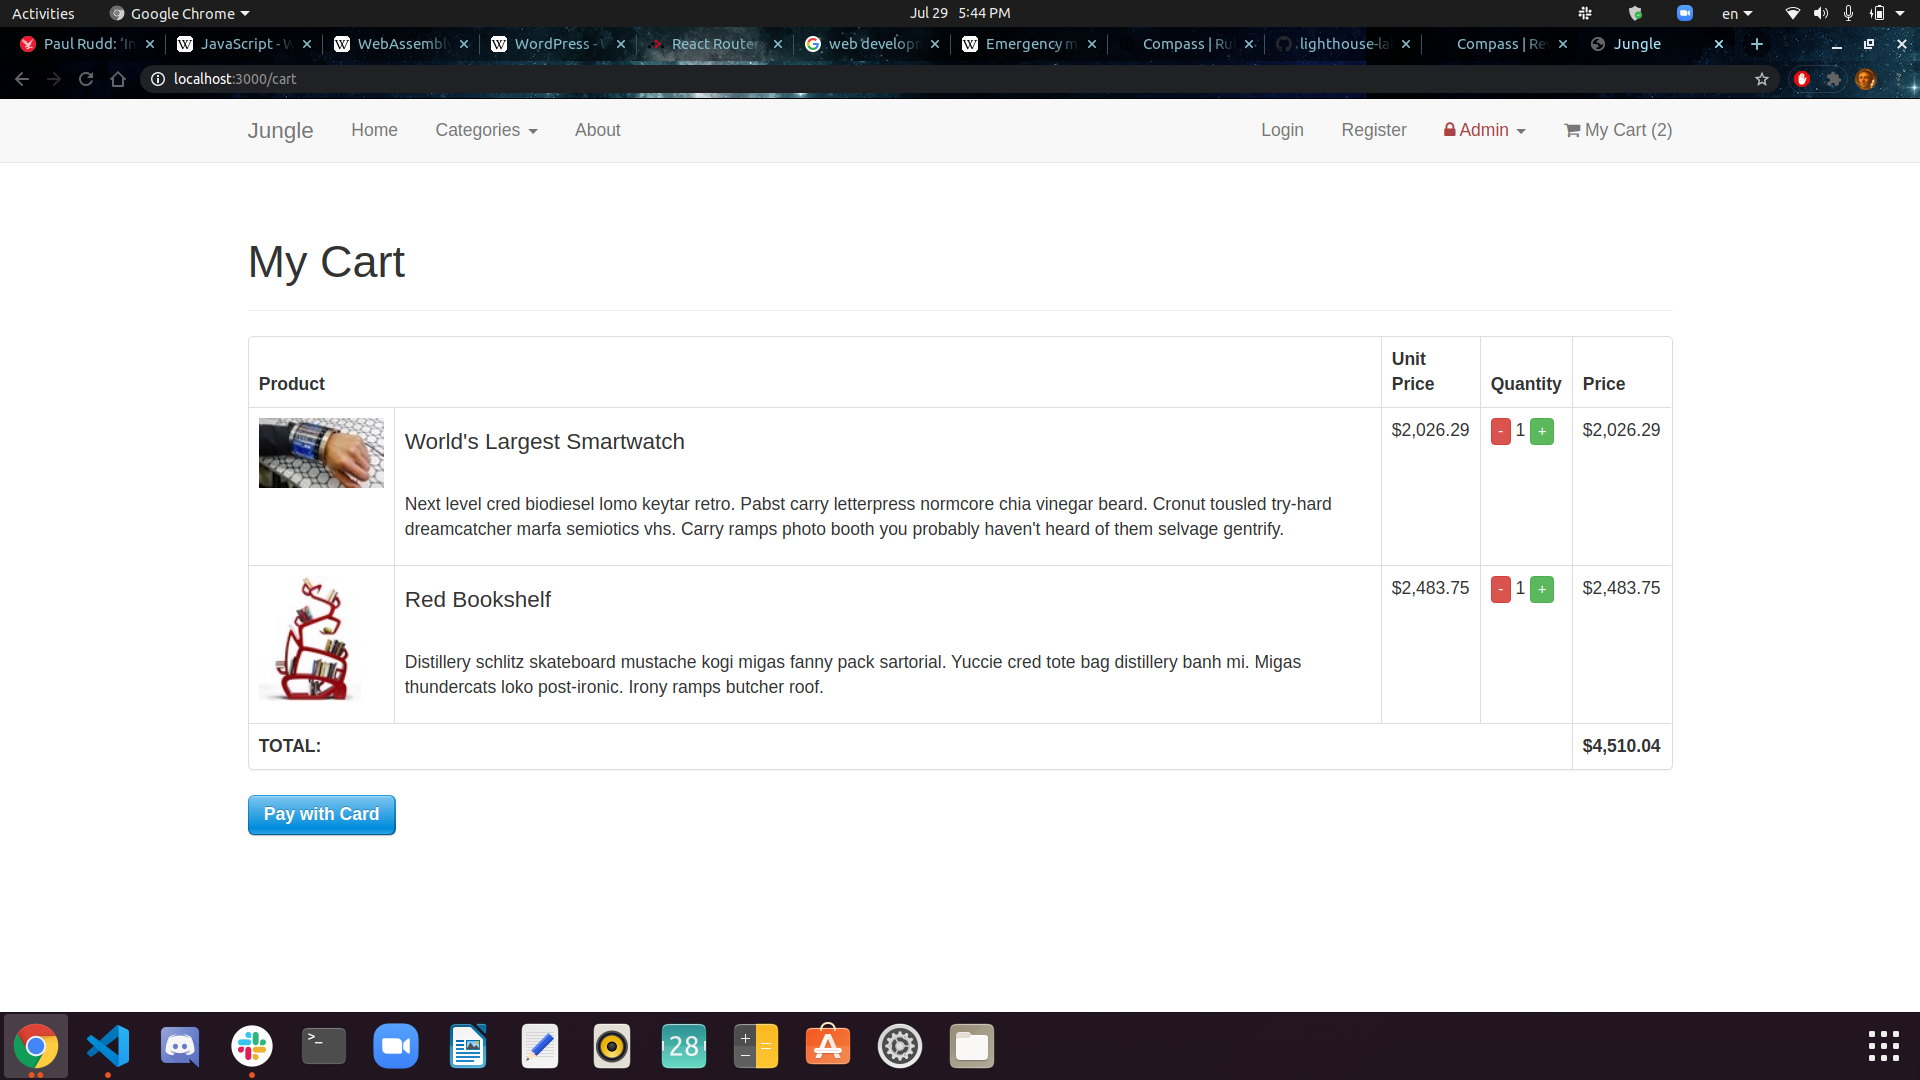 Activities
Google Chrome
Jul 29 5:44 PM
en
Paul Rudd: 'In
JavaScript - W
WebAssembl
WordPress - W
React Router
web developm
Emergency m
Compass | Ru
lighthouse-la
Compass | Re
Jungle
localhost:3000/cart
Jungle
Home
Categories
About
Login
Register
Admin
My Cart (2)
My Cart
Product
Unit
Price
Quantity
Price
World's Largest Smartwatch
$2,026.29
- 1 +
$2,026.29
Next level cred biodiesel lomo keytar retro. Pabst carry letterpress normcore chia vinegar beard. Cronut tousled try-hard
dreamcatcher marfa semiotics vhs. Carry ramps photo booth you probably haven't heard of them selvage gentrify.
Red Bookshelf
$2,483.75
- 1 +
$2,483.75
Distillery schlitz skateboard mustache kogi migas fanny pack sartorial. Yuccie cred tote bag distillery banh mi. Migas
thundercats loko post-ironic. Irony ramps butcher roof.
TOTAL:
$4,510.04
Pay with Card
28